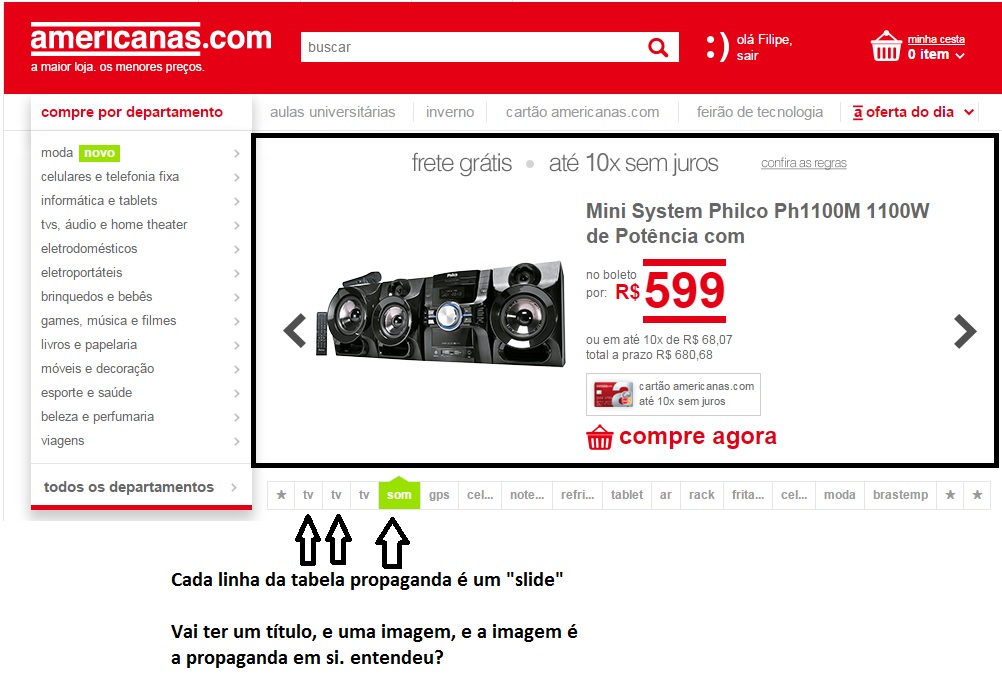 americanas.com
a maior loja. os menores preços.
buscar
:) olá Filipe,
sair
minha cesta
0 item
compre por departamento
aulas universitárias inverno cartão americanas.com feirão de tecnologia a oferta do dia
moda novo
celulares e telefonia fixa
informática e tablets
tvs, áudio e home theater
eletrodomésticos
eletroportáteis
brinquedos e bebês
games, música e filmes
livros e papelaria
móveis e decoração
esporte e saúde
beleza e perfumaria
viagens
todos os departamentos
frete grátis • até 10x sem juros confira as regras
Mini System Philco Ph1100M 1100W
de Potência com
no boleto
por: R$ 599
ou em até 10x de R$ 68,07
total a prazo R$ 680,68
cartão americanas.com
até 10x sem juros
compre agora
★ tv tv tv som gps cel... note... refri... tablet ar rack frita... cel... moda brastemp ★ ★
Cada linha da tabela propaganda é um "slide"
Vai ter um título, e uma imagem, e a imagem é
a propaganda em si. entendeu?